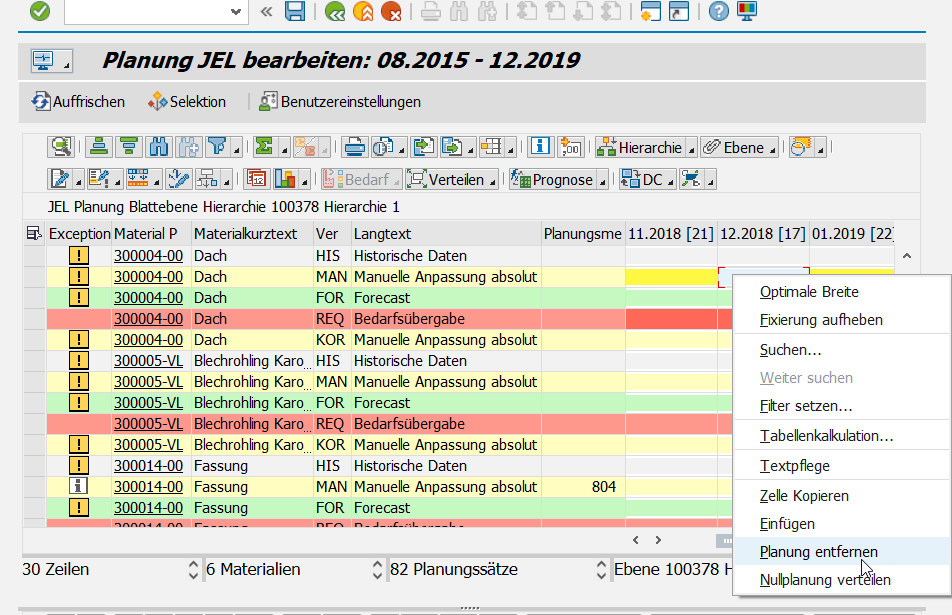 Planung JEL bearbeiten: 08.2015 - 12.2019
Auffrischen Selektion Benutzereinstellungen
Hierarchie Ebene
Bedarf Verteilen Prognose DC
JEL Planung Blattebene Hierarchie 100378 Hierarchie 1
Exception Material P Materialkurztext Ver Langtext Planungsme 11.2018 [21] 12.2018 [17] 01.2019 [22]
300004-00 Dach HIS Historische Daten
300004-00 Dach MAN Manuelle Anpassung absolut
300004-00 Dach FOR Forecast
300004-00 Dach REQ Bedarfsübergabe
300004-00 Dach KOR Manuelle Anpassung absolut
300005-VL Blechrohling Karo... HIS Historische Daten
300005-VL Blechrohling Karo... MAN Manuelle Anpassung absolut
300005-VL Blechrohling Karo... FOR Forecast
300005-VL Blechrohling Karo... REQ Bedarfsübergabe
300005-VL Blechrohling Karo... KOR Manuelle Anpassung absolut
300014-00 Fassung HIS Historische Daten
300014-00 Fassung MAN Manuelle Anpassung absolut 804
300014-00 Fassung FOR Forecast
300014-00 Fassung REQ Bedarfsübergabe
30 Zeilen 6 Materialien 82 Planungssätze Ebene 100378 H
Optimale Breite
Fixierung aufheben
Suchen...
Weiter suchen
Filter setzen...
Tabellenkalkulation...
Textpflege
Zelle Kopieren
Einfügen
Planung entfernen
Nullplanung verteilen